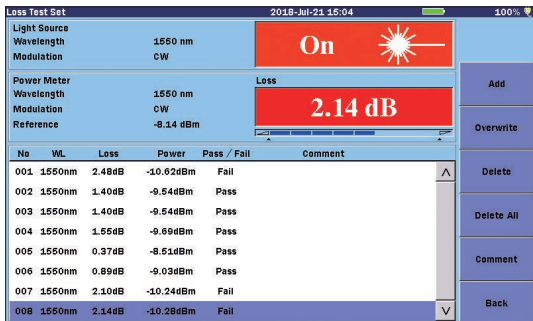 Loss Test Set 2018-Jul-21 15:04 100%
Light Source
Wavelength 1550 nm
Modulation CW
On
Power Meter
Wavelength 1550 nm
Modulation CW
Reference -8.14 dBm
Loss
2.14 dB
No WL Loss Power Pass / Fail Comment
001 1550nm 2.48dB -10.62dBm Fail
002 1550nm 1.40dB -9.54dBm Pass
003 1550nm 1.40dB -9.54dBm Pass
004 1550nm 1.55dB -9.69dBm Pass
005 1550nm 0.37dB -8.51dBm Pass
006 1550nm 0.89dB -9.03dBm Pass
007 1550nm 2.10dB -10.24dBm Fail
008 1550nm 2.14dB -10.28dBm Fail
Add
Overwrite
Delete
Delete All
Comment
Back